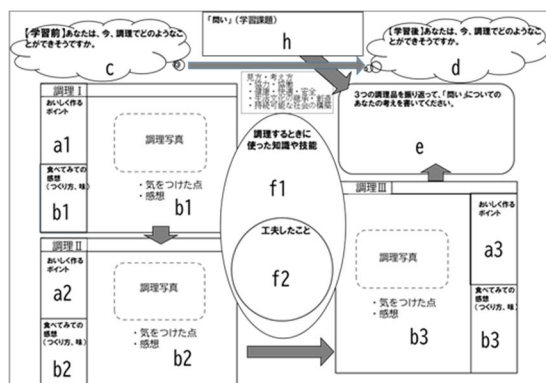 【学習前】あなたは、今、調理でどのようなこ
とができそうですか。
c
「問い」(学習課題)
h
【学習後】あなたは、今、調理でどのようなこ
とができそうですか。
d
見方・考え方
・協力・協働
・健康・快適・安全
・生活文化の継承・創造
・持続可能な社会の構築
3つの調理品を振り返って、「問い」についての
あなたの考えを書いてください。
e
調理Ⅰ
おいしく作る
ポイント
a1
食べてみての
感想
(つくり方、味)
b1
調理写真
・気をつけた点
・感想
b1
調理するときに
使った知識や技能
f1
工夫したこと
f2
調理Ⅱ
おいしく作る
ポイント
a2
食べてみての
感想
(つくり方、味)
b2
調理写真
・気をつけた点
・感想
b2
調理Ⅲ
調理写真
・気をつけた点
・感想
b3
おいしく作る
ポイント
a3
食べてみての
感想
(つくり方、味)
b3